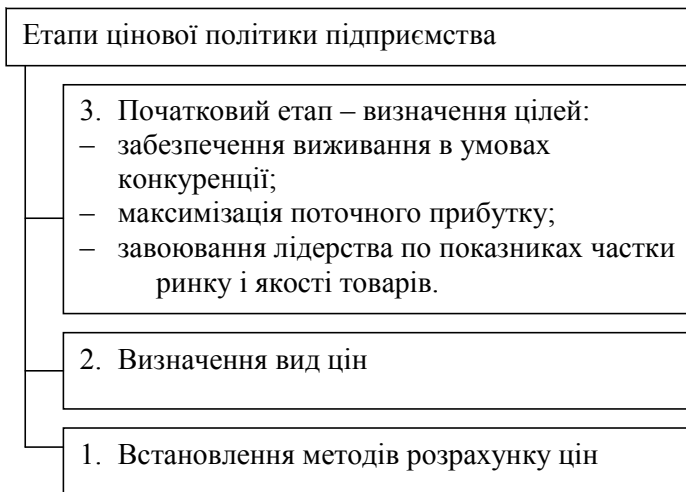 Етапи цінової політики підприємства
3. Початковий етап – визначення цілей:
– забезпечення виживання в умовах
конкуренції;
– максимізація поточного прибутку;
– завоювання лідерства по показниках частки
ринку і якості товарів.
2. Визначення вид цін
1. Встановлення методів розрахунку цін